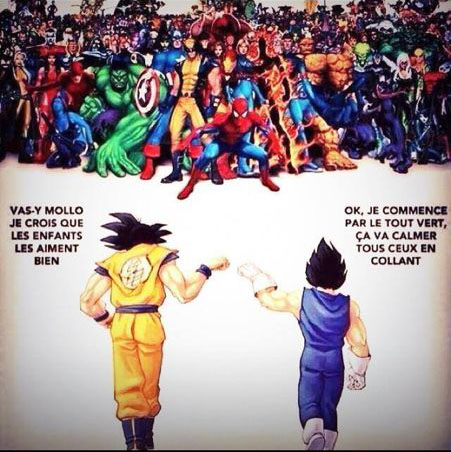 VAS-Y MOLLO
JE CROIS QUE
LES ENFANTS
LES AIMENT
BIEN
OK, JE COMMENCE
PAR LE TOUT VERT,
ÇA VA CALMER
TOUS CEUX EN
COLLANT